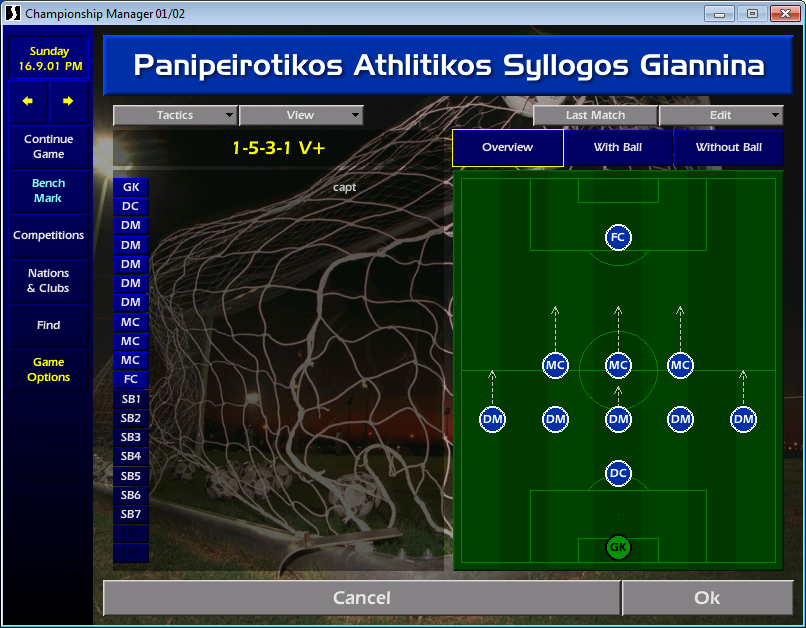 Championship Manager 01/02
Sunday
16.9.01 PM
Continue
Game
Bench
Mark
Competitions
Nations
& Clubs
Find
Game
Options
Panipeirotikos Athlitikos Syllogos Giannina
Tactics
View
Last Match
Edit
1-5-3-1 V+
Overview
With Ball
Without Ball
GK
capt
DC
DM
DM
DM
DM
DM
MC
MC
MC
FC
SB1
SB2
SB3
SB4
SB5
SB6
SB7
FC
MC
MC
MC
DM
DM
DM
DM
DM
DC
GK
Cancel
Ok